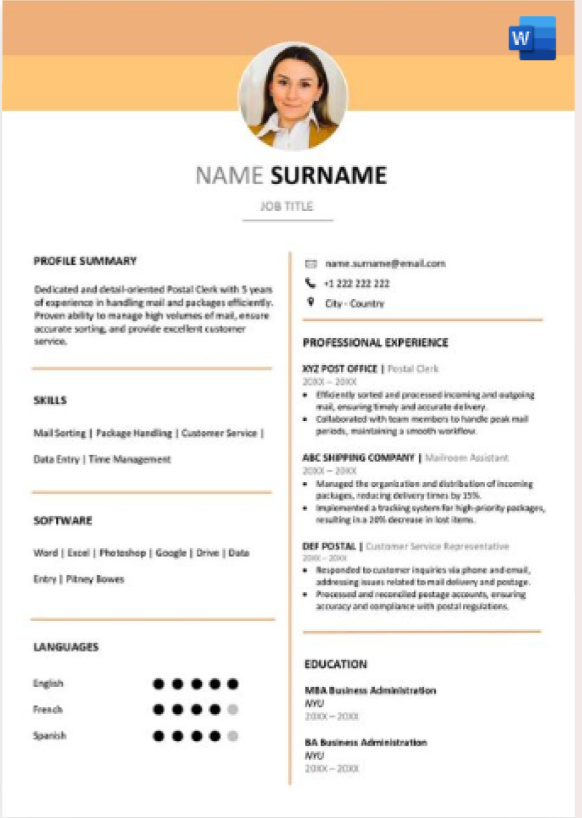 W
NAME SURNAME
JOB TITLE
PROFILE SUMMARY
Dedicated and detail-oriented Postal Clerk with 5 years
of experience in handling mail and packages efficiently.
Proven ability to manage high volumes of mail, ensure
accurate sorting, and provide excellent customer
service.
SKILLS
Mail Sorting | Package Handling | Customer Service |
Data Entry | Time Management
SOFTWARE
Word | Excel | Photoshop | Google | Drive | Data
Entry | Pitney Bowes
LANGUAGES
English
French
Spanish
name.surname@email.com
+1 222 222 222
City - Country
PROFESSIONAL EXPERIENCE
XYZ POST OFFICE | Postal Clerk
20XX – 20XX
• Efficiently sorted and processed incoming and outgoing
mail, ensuring timely and accurate delivery.
• Collaborated with team members to handle peak mail
periods, maintaining a smooth workflow.
ABC SHIPPING COMPANY | Mailroom Assistant
20XX – 20XX
• Managed the organization and distribution of incoming
packages, reducing delivery times by 15%.
• Implemented a tracking system for high-priority packages,
resulting in a 20% decrease in lost items.
DEF POSTAL | Customer Service Representative
20XX – 20XX
• Responded to customer inquiries via phone and email,
addressing issues related to mail delivery and postage.
• Processed and reconciled postage accounts, ensuring
accuracy and compliance with postal regulations.
EDUCATION
MBA Business Administration
NYU
20XX – 20XX
BA Business Administration
NYU
20XX – 20XX